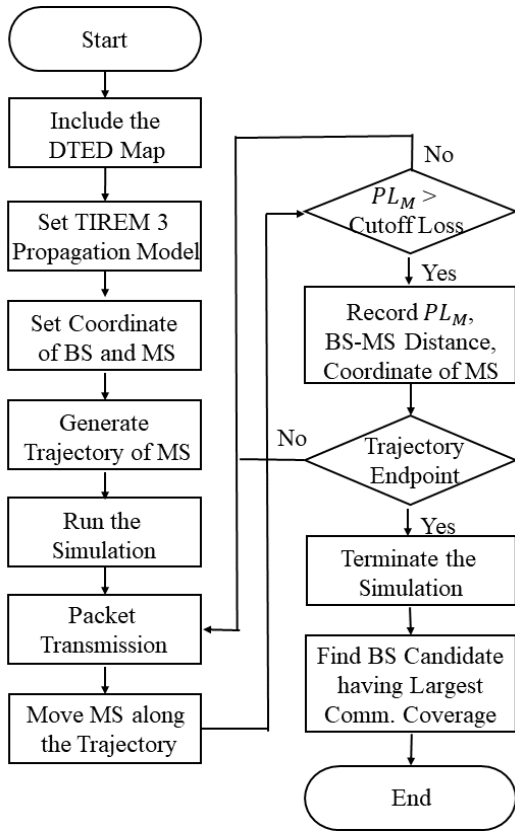 Start
Include the
DTED Map
Set TIREM 3
Propagation Model
Set Coordinate
of BS and MS
Generate
Trajectory of MS
Run the
Simulation
Packet
Transmission
Move MS along
the Trajectory
No
PL_M >
Cutoff Loss
Yes
Record PL_M,
BS-MS Distance,
Coordinate of MS
No
Trajectory
Endpoint
Yes
Terminate the
Simulation
Find BS Candidate
having Largest
Comm. Coverage
End